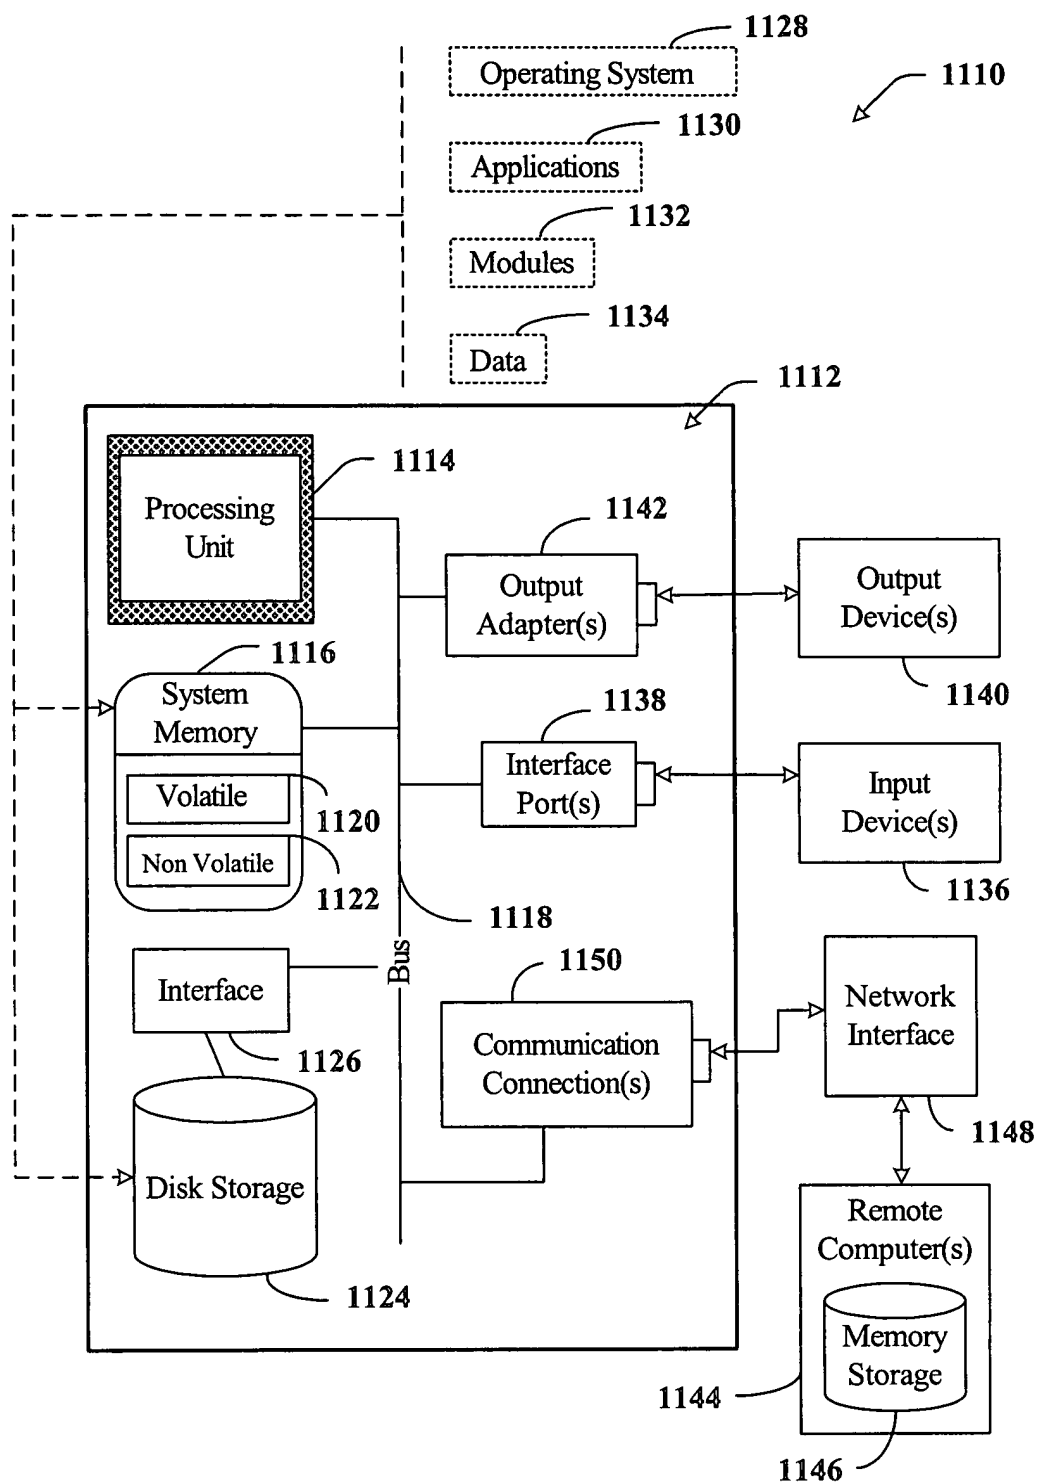 1128
Operating System
1110
1130
Applications
1132
Modules
1134
Data
1112
1114
Processing
Unit
1142
Output
Adapter(s)
Output
Device(s)
1140
1116
System
Memory
1138
Interface
Port(s)
Input
Device(s)
1136
Volatile
1120
Non Volatile
1122
1118
Bus
Interface
1126
1150
Communication
Connection(s)
Network
Interface
1148
Disk Storage
1124
Remote
Computer(s)
Memory
Storage
1144
1146